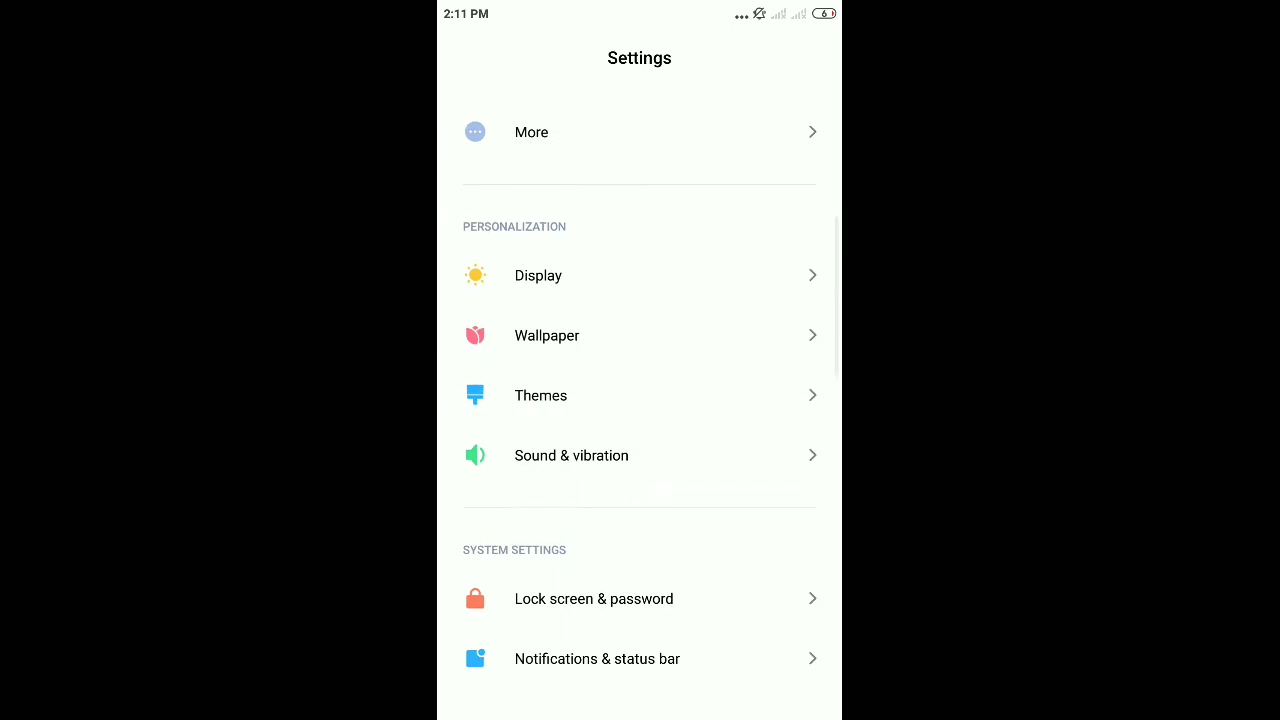 2:11 PM
6
Settings
More
PERSONALIZATION
Display
Wallpaper
Themes
Sound & vibration
SYSTEM SETTINGS
Lock screen & password
Notifications & status bar